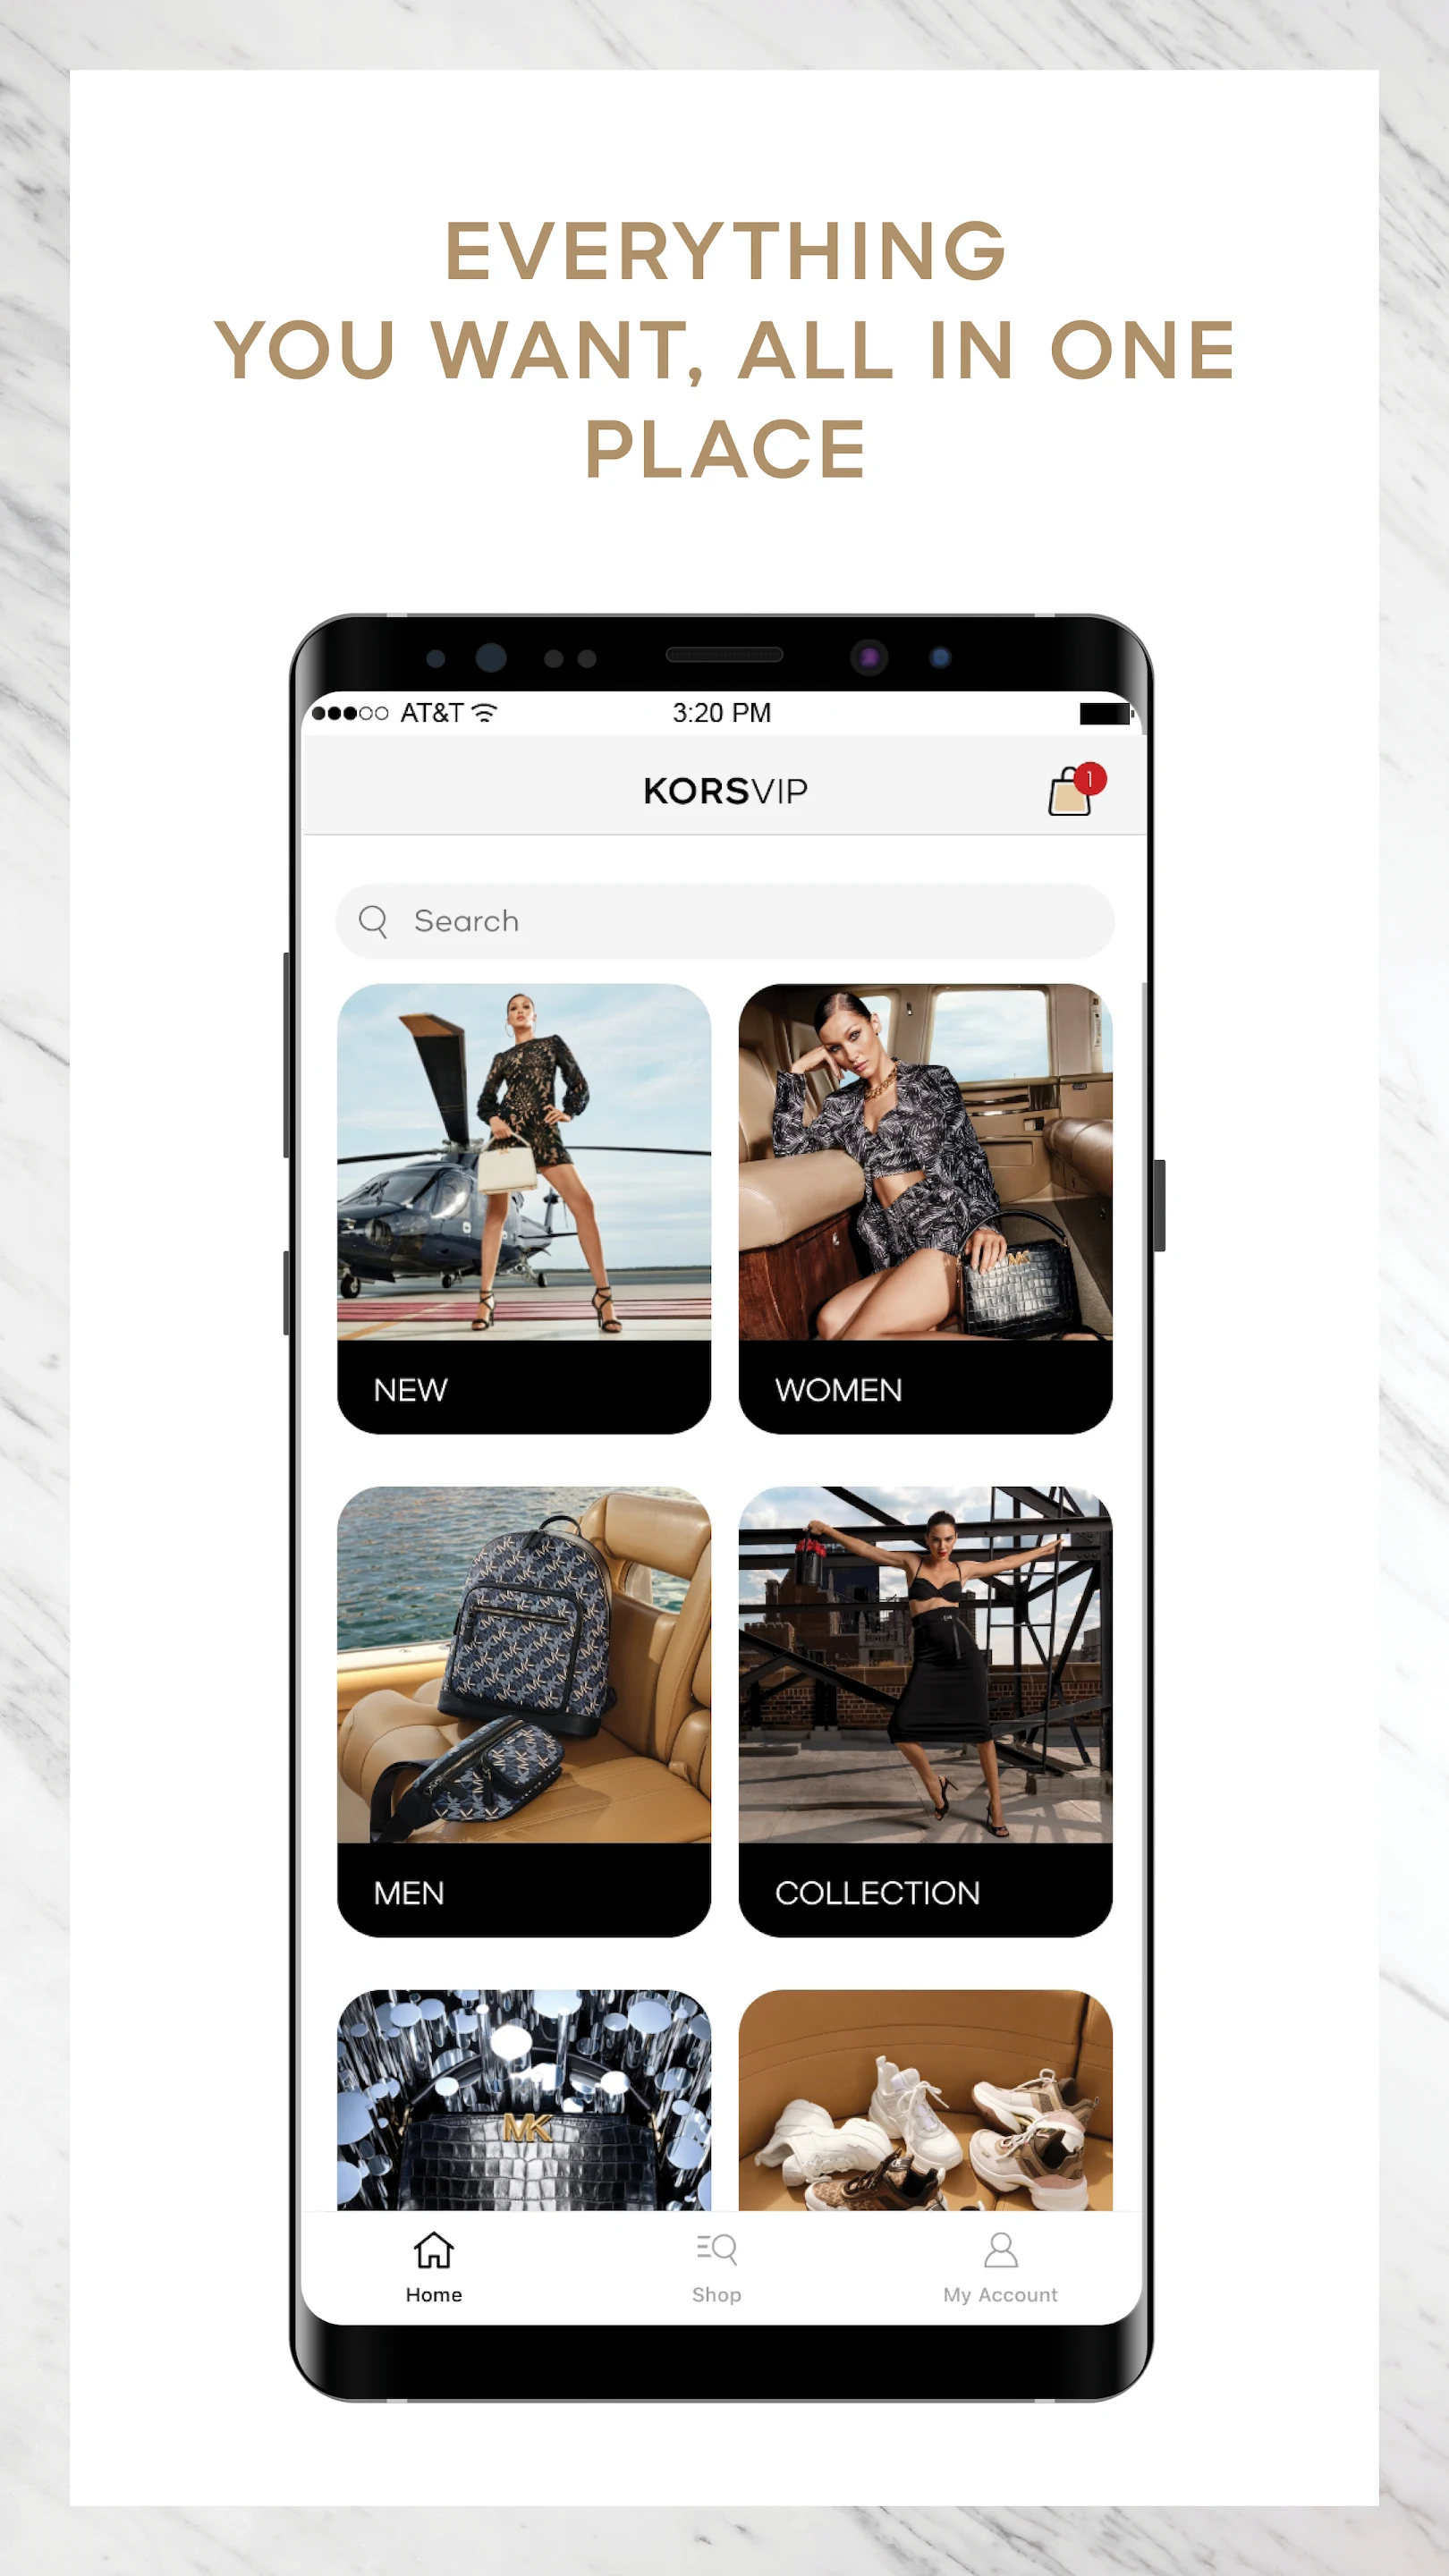 EVERYTHING
YOU WANT, ALL IN ONE
PLACE
AT&T 3:20 PM
KORSVIP 1
Search
NEW WOMEN
MEN COLLECTION
MK
Home Shop My Account